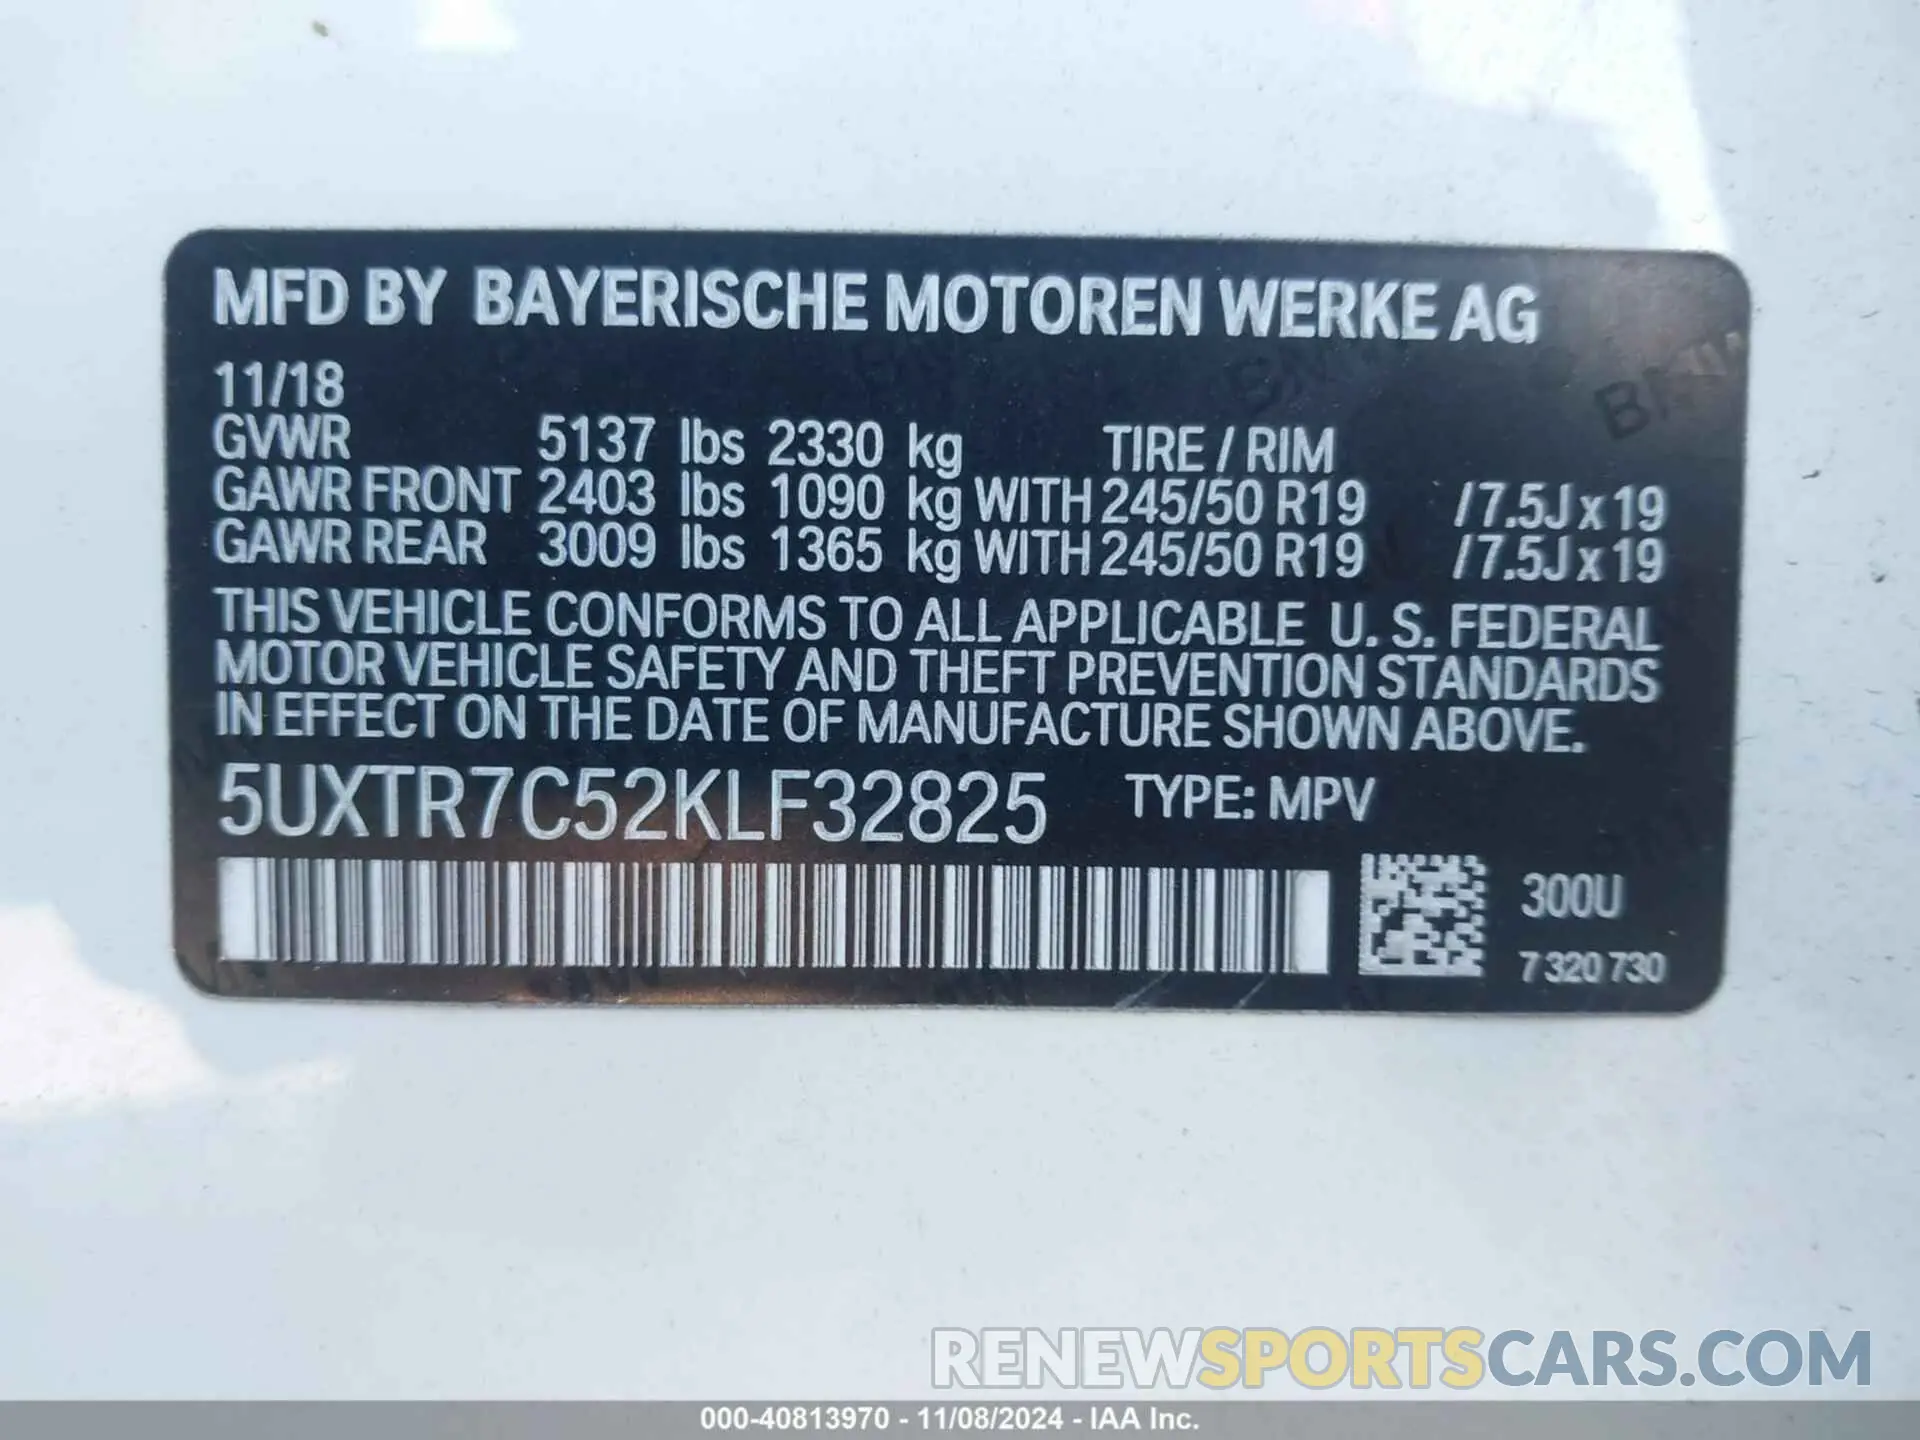 MFD BY BAYERISCHE MOTOREN WERKE AG
11/18
GVWR 5137 lbs 2330 kg TIRE / RIM
GAWR FRONT 2403 lbs 1090 kg WITH 245/50 R19 /7.5J x 19
GAWR REAR 3009 lbs 1365 kg WITH 245/50 R19 /7.5J x 19
THIS VEHICLE CONFORMS TO ALL APPLICABLE U. S. FEDERAL
MOTOR VEHICLE SAFETY AND THEFT PREVENTION STANDARDS
IN EFFECT ON THE DATE OF MANUFACTURE SHOWN ABOVE.
5UXTR7C52KLF32825 TYPE: MPV
300U
7 320 730
RENEWSPORTSCARS.COM
000-40813970 - 11/08/2024 - IAA Inc.